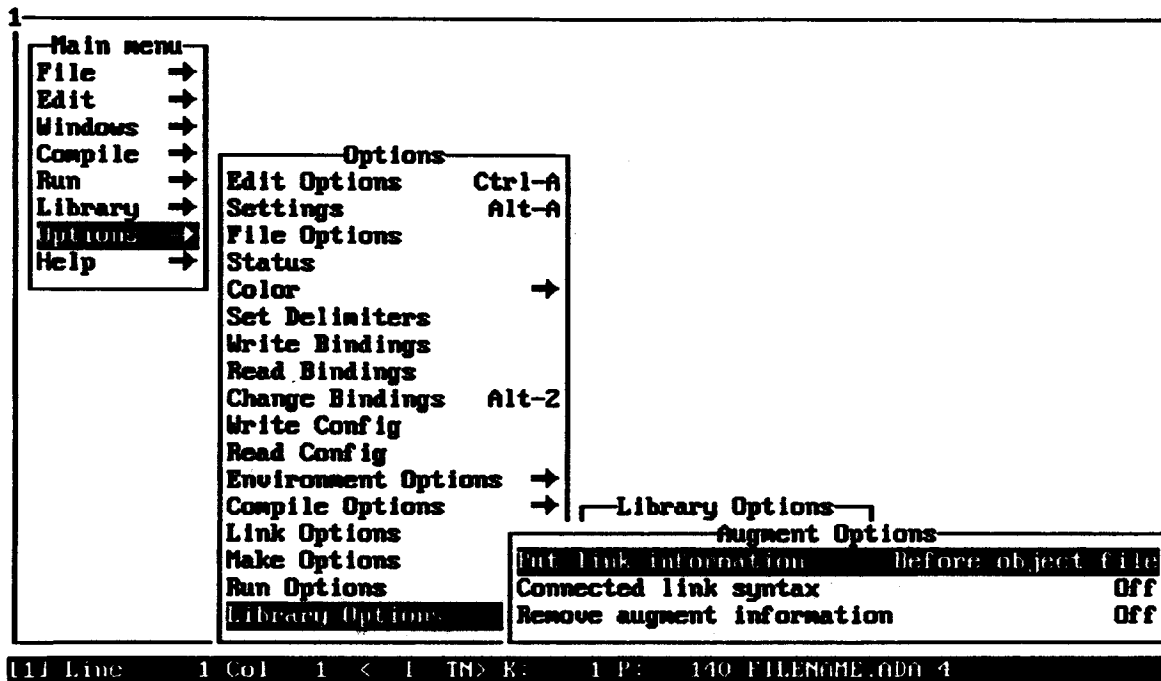 1
Main menu
File →
Edit →
Windows →
Compile →
Run →
Library →
Options →
Help →
Options
Edit Options Ctrl-A
Settings Alt-A
File Options
Status
Color →
Set Delimiters
Write Bindings
Read Bindings
Change Bindings Alt-Z
Write Config
Read Config
Environment Options →
Compile Options →
Link Options
Make Options
Run Options
Library Options
Library Options
Augment Options
Put link information Before object file
Connected link syntax Off
Remove augment information Off
[1] Line 1 Col 1 < I TN> K: 1 P: 140 FILENAME.ADA 4